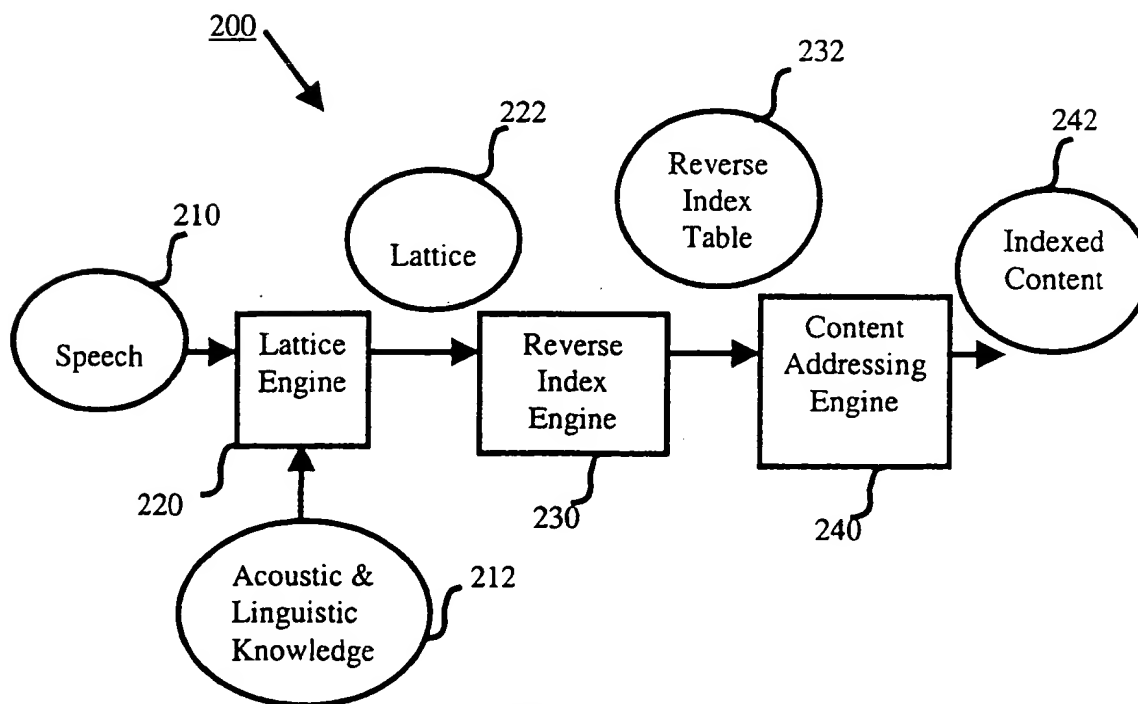 200
232
222
242
210
Reverse
Index
Table
Indexed
Content
Lattice
Speech
Lattice
Engine
Reverse
Index
Engine
Content
Addressing
Engine
220
230
240
Acoustic &
Linguistic
Knowledge
212